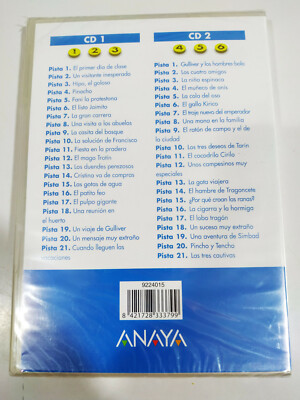 CD 1
1 2 3
Pista 1. El primer día de clase
Pista 2. Un visitante inesperado
Pista 3. Hipo, el goloso
Pista 4. Pinocho
Pista 5. Pani la protestona
Pista 6. El listo Jaimito
Pista 7. La gran carrera
Pista 8. Una visita a los abuelos
Pista 9. La casita del bosque
Pista 10. La solución de Francisco
Pista 11. Fiesta en la pradera
Pista 12. El mago Tralín
Pista 13. Los duendes perezosos
Pista 14. Cristina va de compras
Pista 15. Las gotas de agua
Pista 16. El patito feo
Pista 17. El pulpo gigante
Pista 18. Una reunión en
el huerto
Pista 19. Un viaje de Gulliver
Pista 20. Un mensaje muy extraño
Pista 21. Cuando lleguen las
vacaciones
CD 2
4 5 6
Pista 1. Gulliver y los hombres-bala
Pista 2. Los cuatro amigos
Pista 3. La niña espinaca
Pista 4. El muñeco de anís
Pista 5. La cola del oso
Pista 6. El gallo Kirico
Pista 7. El traje nuevo del emperador
Pista 8. Una mona en la familia
Pista 9. El ratón de campo y el de
la ciudad
Pista 10. Los tres deseos de Tarín
Pista 11. El cocodrilo Cirilo
Pista 12. Unos campesinos muy
especiales
Pista 13. La gata viajera
Pista 14. El hombre de Tragoncete
Pista 15. ¿Por qué croan las ranas?
Pista 16. La cigarra y la hormiga
Pista 17. El lobo tragón
Pista 18. Un suceso muy extraño
Pista 19. Una aventura de Simbad
Pista 20. Pincho y Tencho
Pista 21. Los tres cautivos
9224015
8 421728 333799
ANAYA